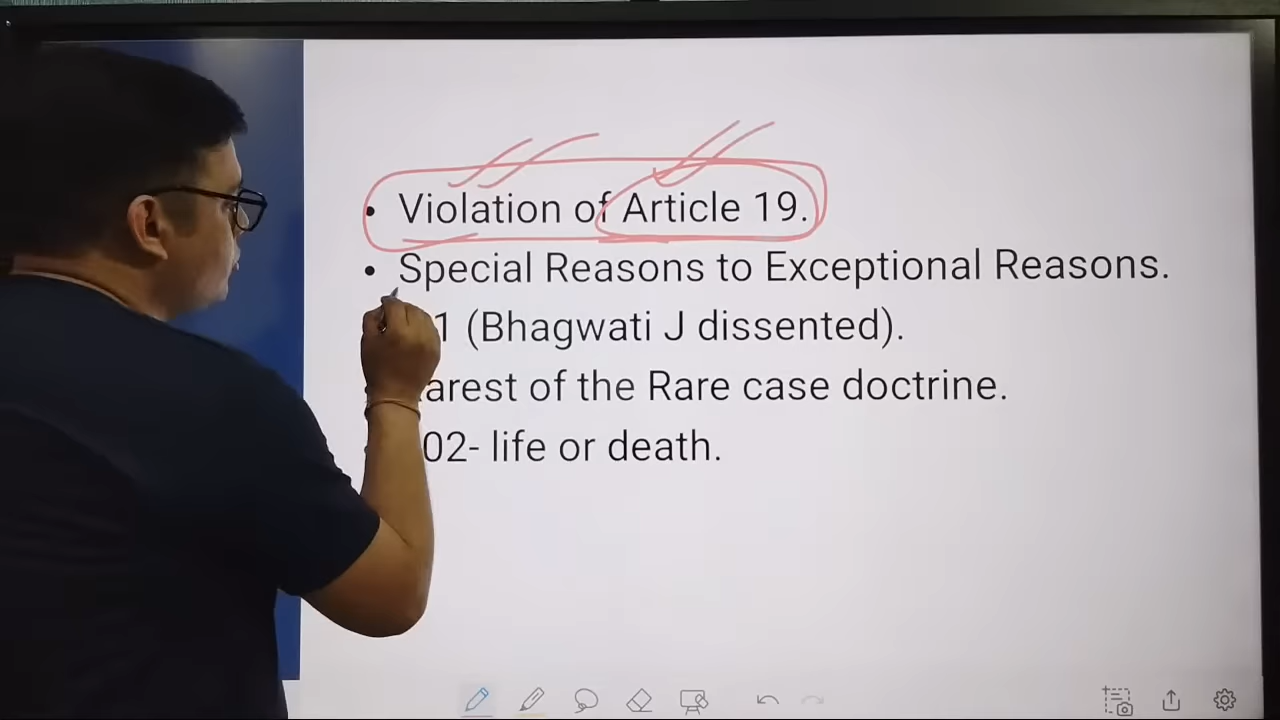 • Violation of Article 19.
• Special Reasons to Exceptional Reasons.
1 (Bhagwati J dissented).
arest of the Rare case doctrine.
02- life or death.